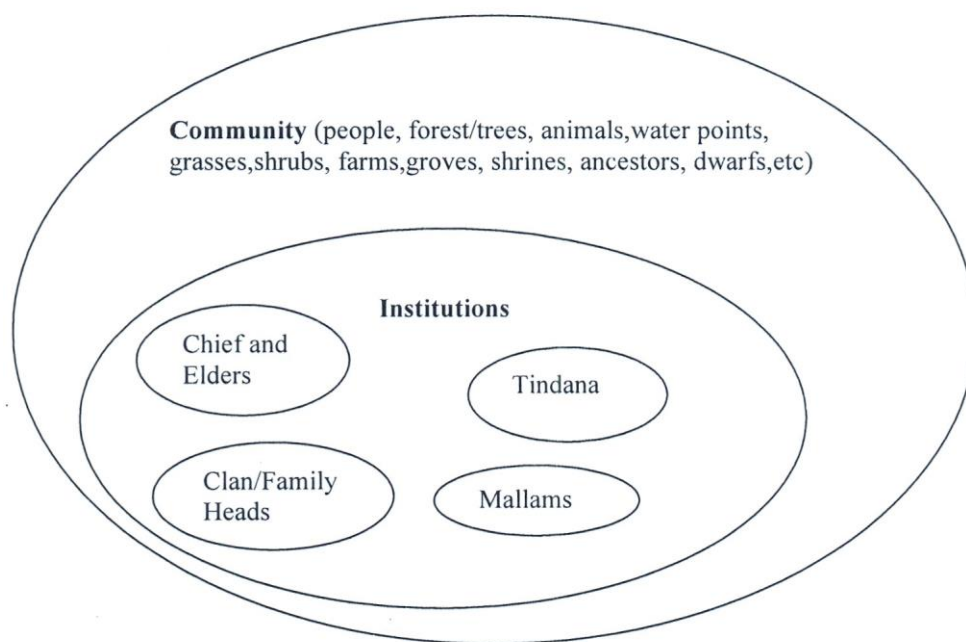 Community (people, forest/trees, animals,water points,
grasses,shrubs, farms,groves, shrines, ancestors, dwarfs,etc)
Institutions
Chief and
Elders
Tindana
Clan/Family
Heads
Mallams